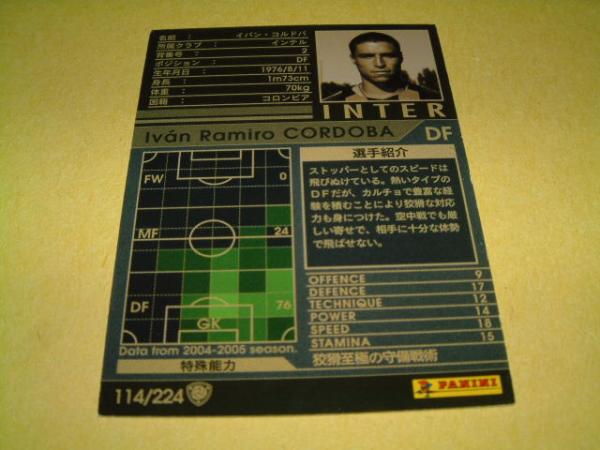 名前： イバン・コルドバ
所属クラブ： インテル
背番号： 2
ポジション： DF
生年月日： 1976/8/11
身長： 1m73cm
体重： 70kg
国籍： コロンビア
INTER
Iván Ramiro CORDOBA DF
FW 0
MF 24
DF 76
GK
Data from 2004-2005 season.
選手紹介
ストッパーとしてのスピードは
飛びぬけている。熱いタイプの
DFだが、カルチョで豊富な経
験を積むことにより狡猾な対応
力も身につけた。空中戦でも厳
しい寄せで、相手に十分な体勢
で飛ばせない。
OFFENCE 9
DEFENCE 17
TECHNIQUE 12
POWER 14
SPEED 18
STAMINA 15
特殊能力 狡猾至極の守備戦術
114/224
PANINI